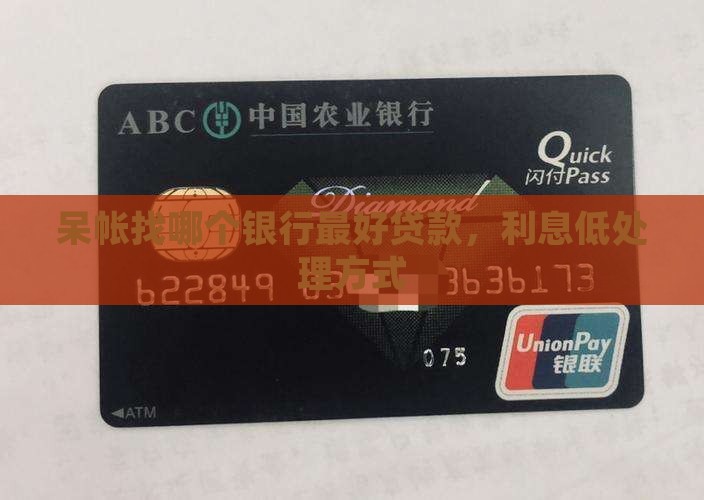 ABC 中国农业银行
Quick
闪付Pass
Diamond
呆帐找哪个银行最好贷款，利息低处
理方式
622849 3636173
075
UnionPay
银联
◀ATM